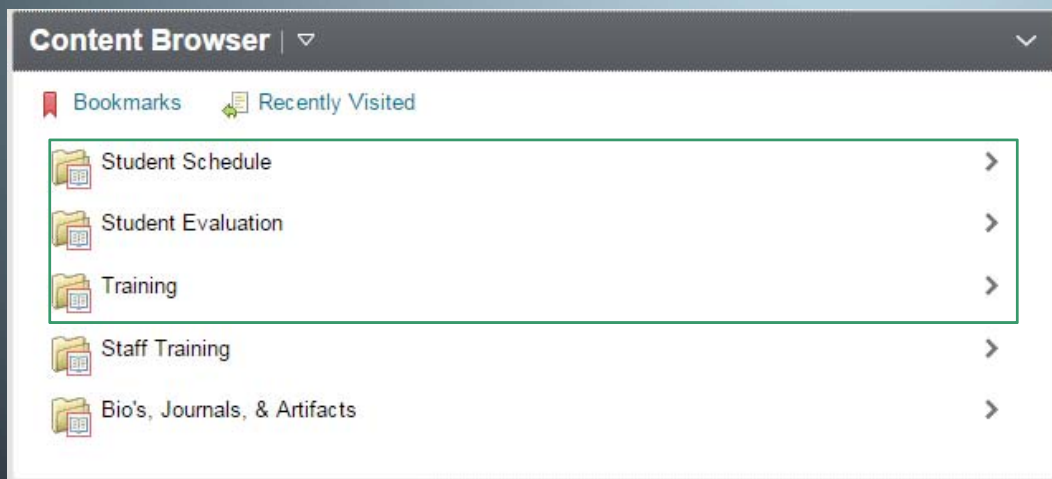 Content Browser
Bookmarks Recently Visited
Student Schedule
Student Evaluation
Training
Staff Training
Bio's, Journals, & Artifacts